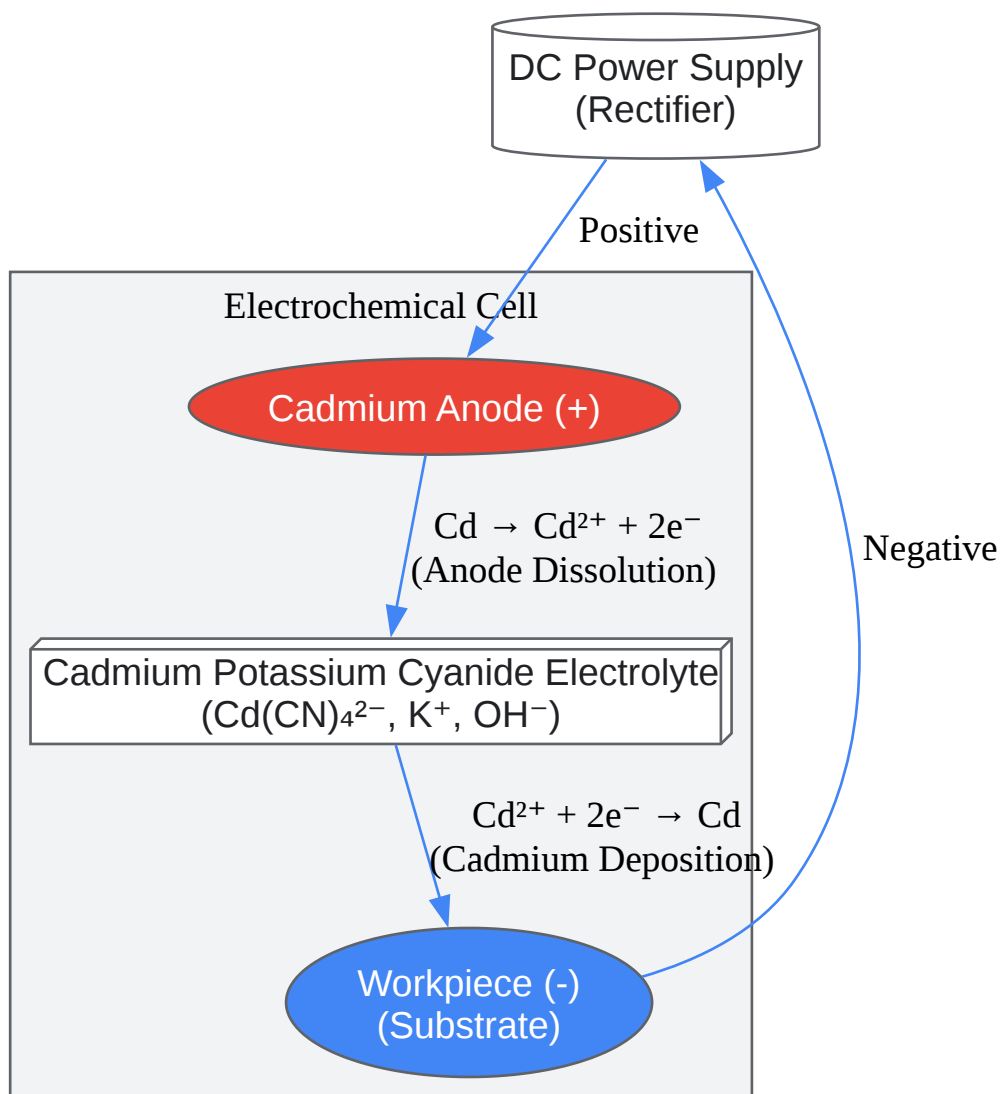 DC Power Supply
(Rectifier)
Positive
Electrochemical Cell
Cadmium Anode (+)
Cd → Cd²⁺ + 2e⁻
(Anode Dissolution)
Negative
Cadmium Potassium Cyanide Electrolyte
(Cd(CN)₄²⁻, K⁺, OH⁻)
Cd²⁺ + 2e⁻ → Cd
(Cadmium Deposition)
Workpiece (-)
(Substrate)